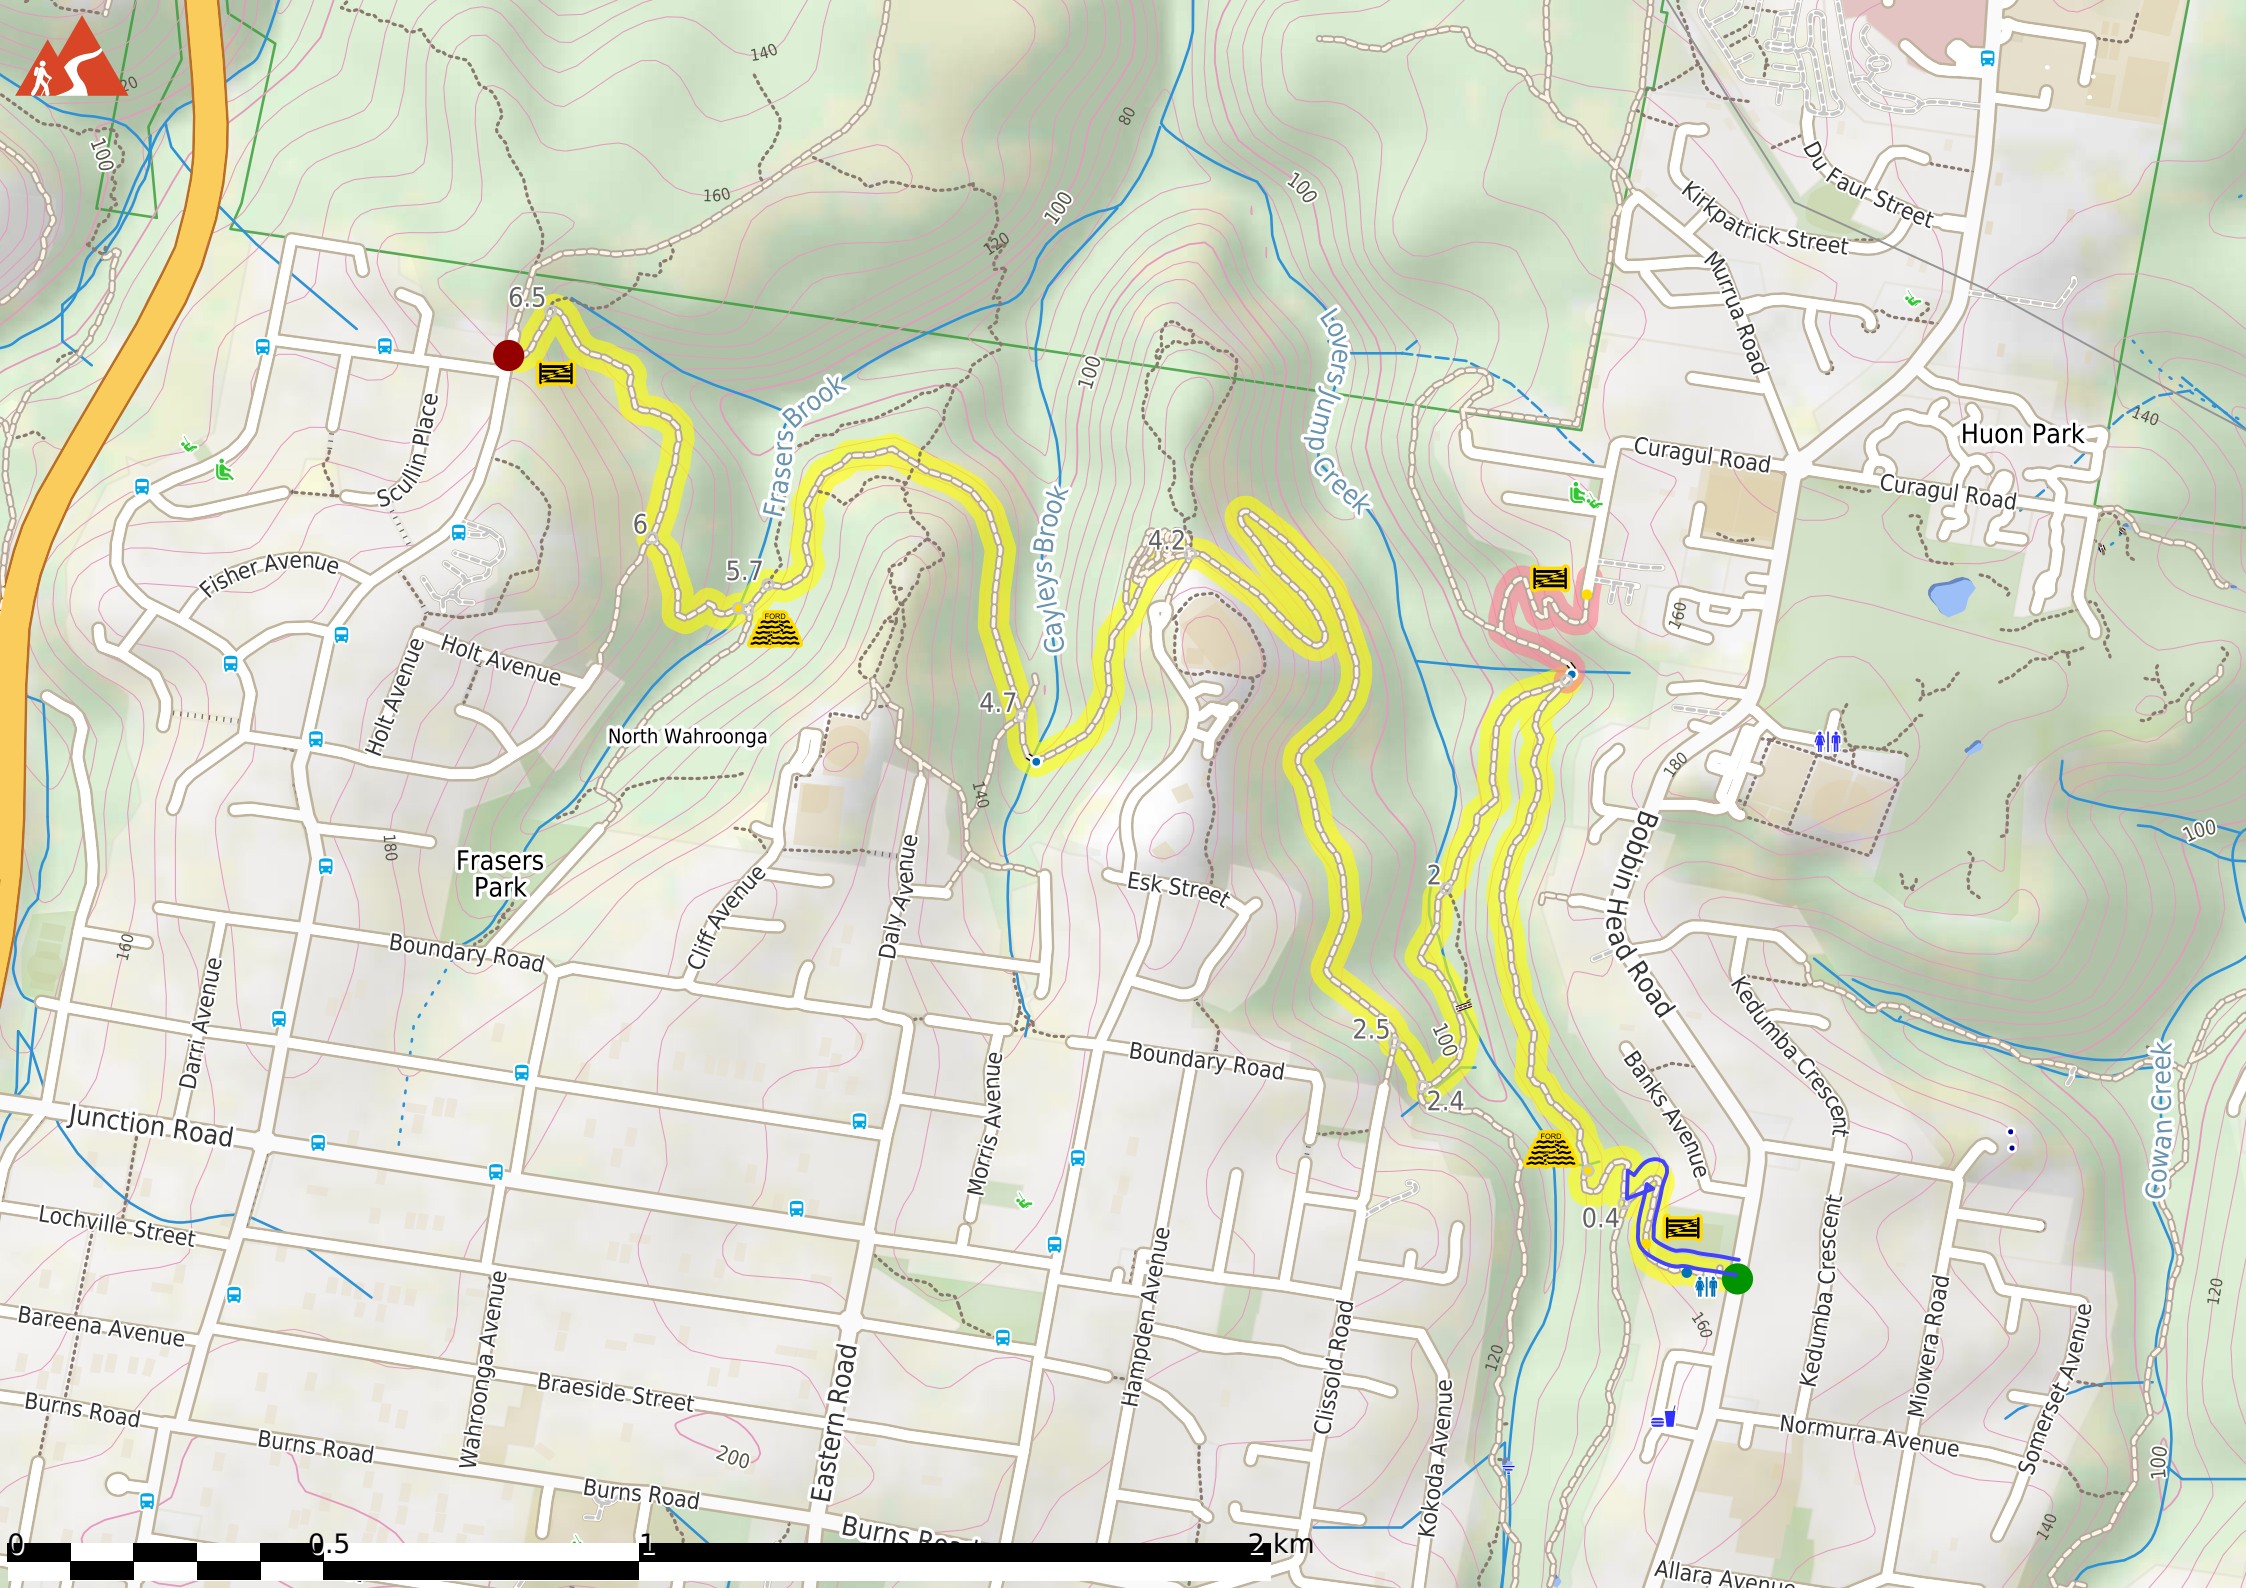 140
20
100
80
100
160
100
120
Du Faur Street
Kirkpatrick Street
Murrua Road
6.5
Lovers Jump
Creek
100
Frasers Brook
Scullin Place
140
Huon Park
Curagul Road
Curagul Road
Cayleys Brook
6
4.2
5.7
Fisher Avenue
FORD
160
Holt Avenue
Holt Avenue
4.7
North Wahroonga
180
140
180
Bobbin Head Road
100
Frasers
Park
2
Esk Street
Cliff Avenue
Daly Avenue
160
Boundary Road
Darri Avenue
Kedumba Crescent
2.5
100
Boundary Road
Banks Avenue
Morris Avenue
2.4
Junction Road
FORD
Cowan Creek
0.4
Lochville Street
Kedumba Crescent
Hampden Avenue
Miowera Road
120
160
Bareena Avenue
Wahroonga Avenue
Clissold Road
120
Somerset Avenue
Braeside Street
Eastern Road
Kokoda Avenue
Burns Road
Normurra Avenue
Burns Road
200
100
Burns Road
Burns Road
140
0
0.5
1
2 km
Allara Avenue